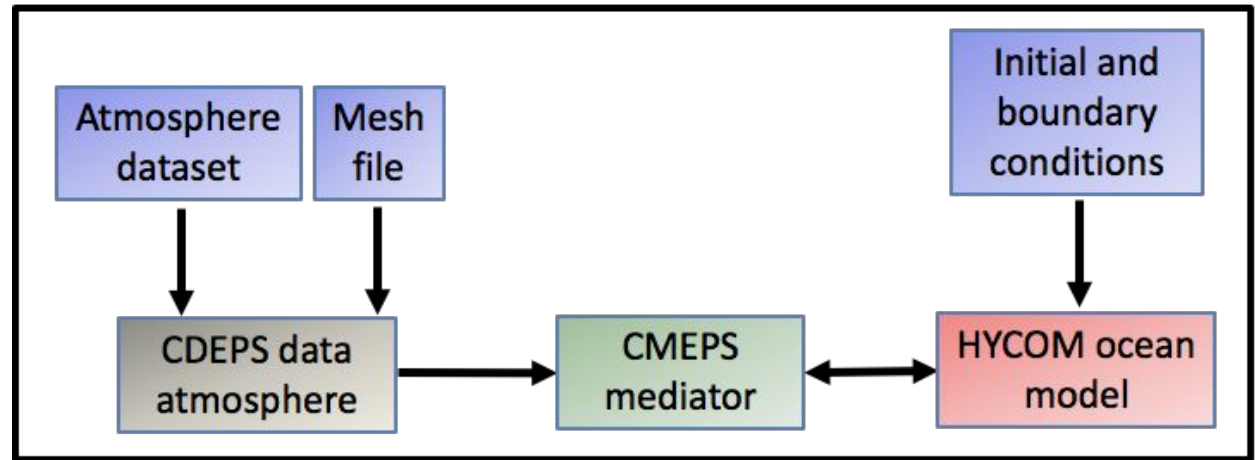 Atmosphere
dataset
Mesh
file
Initial and
boundary
conditions
CDEPS data
atmosphere
CMEPS
mediator
HYCOM ocean
model